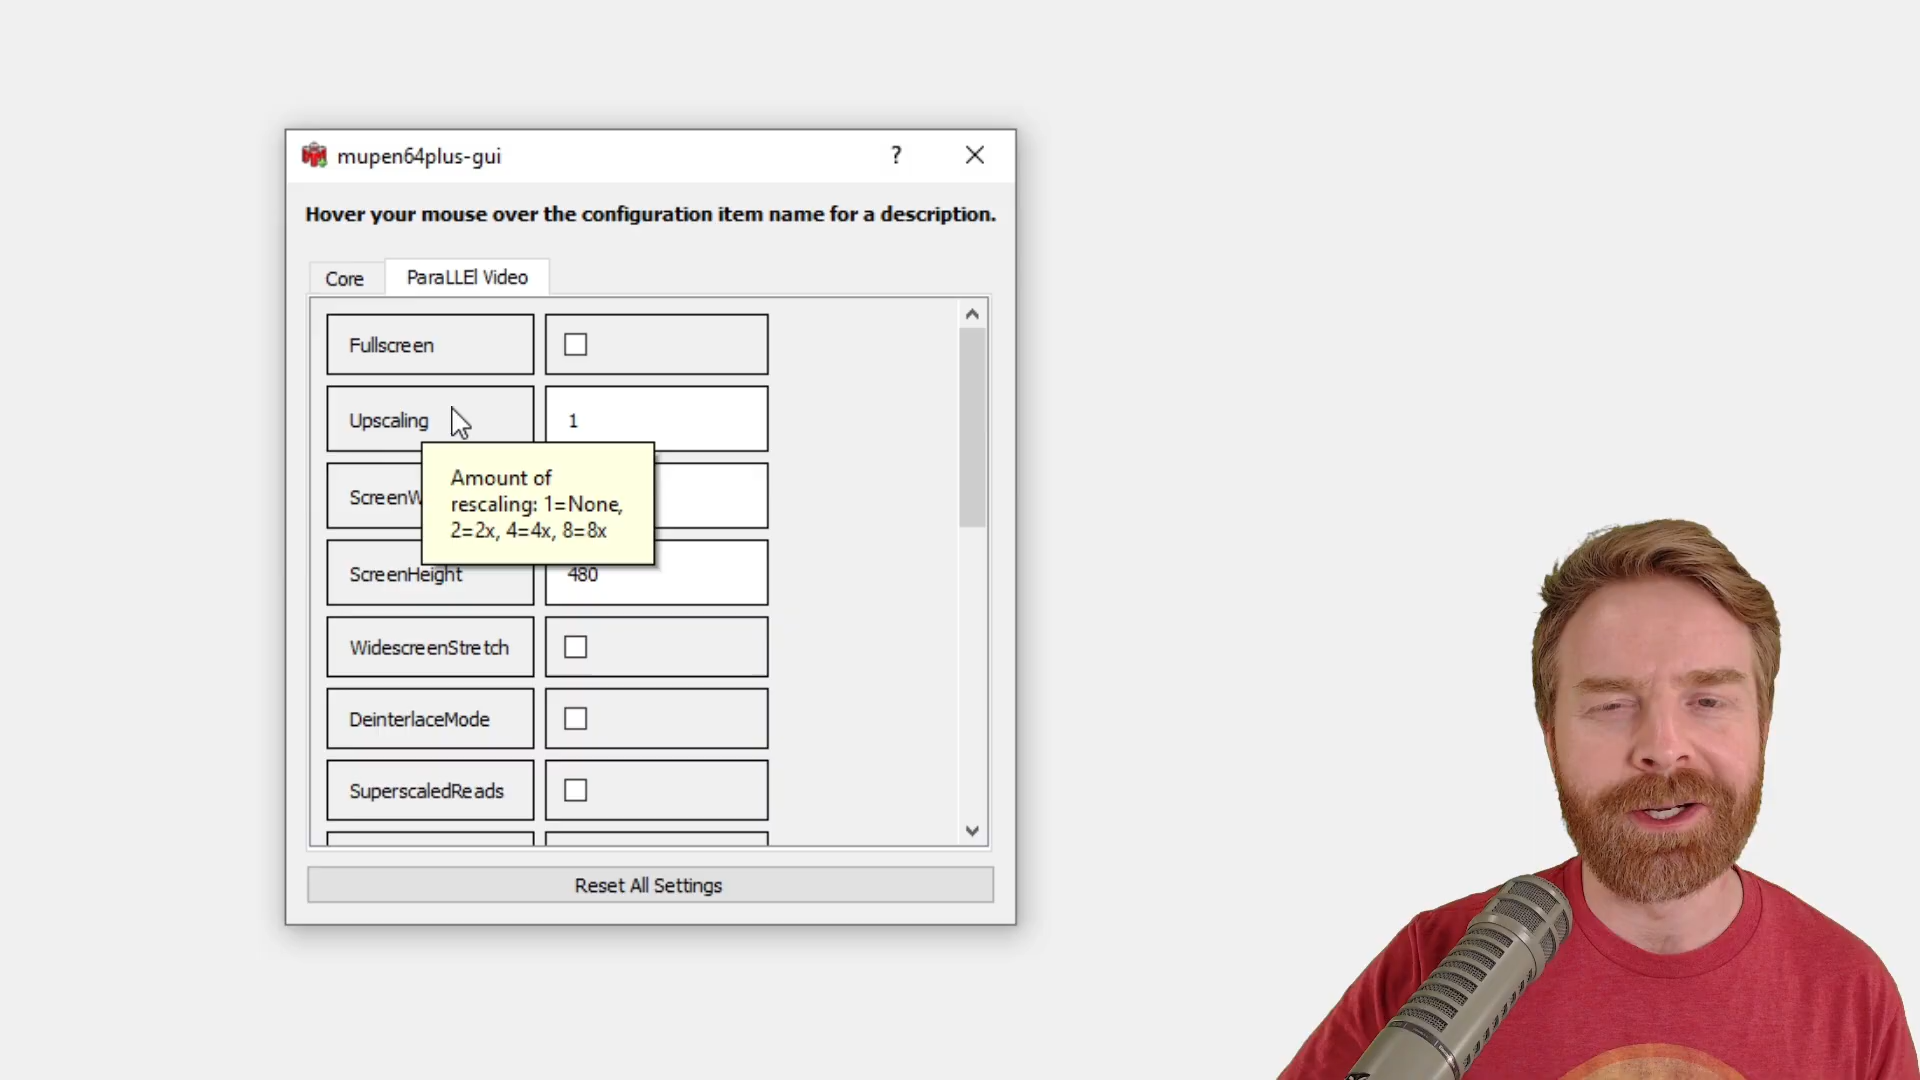 mupen64plus-gui
?
Hover your mouse over the configuration item name for a description.
Core
ParaLLEl Video
Fullscreen
Upscaling
1
Amount of
rescaling: 1=None,
2=2x, 4=4x, 8=8x
ScreenHeight
480
WidescreenStretch
DeinterlaceMode
SuperscaledReads
Reset All Settings